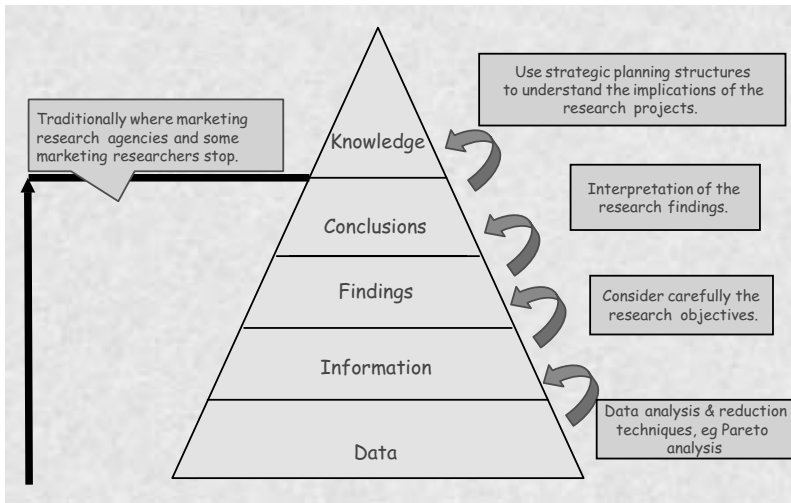 Use strategic planning structures
to understand the implications of the
research projects.
Traditionally where marketing
research agencies and some
marketing researchers stop.
Knowledge
Interpretation of the
research findings.
Conclusions
Findings
Consider carefully the
research objectives.
Information
Data analysis & reduction
techniques, eg Pareto
analysis
Data